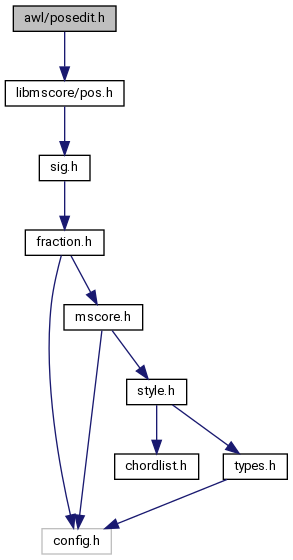 awl/posedit.h
libmscore/pos.h
sig.h
fraction.h
mscore.h
style.h
chordlist.h
types.h
config.h